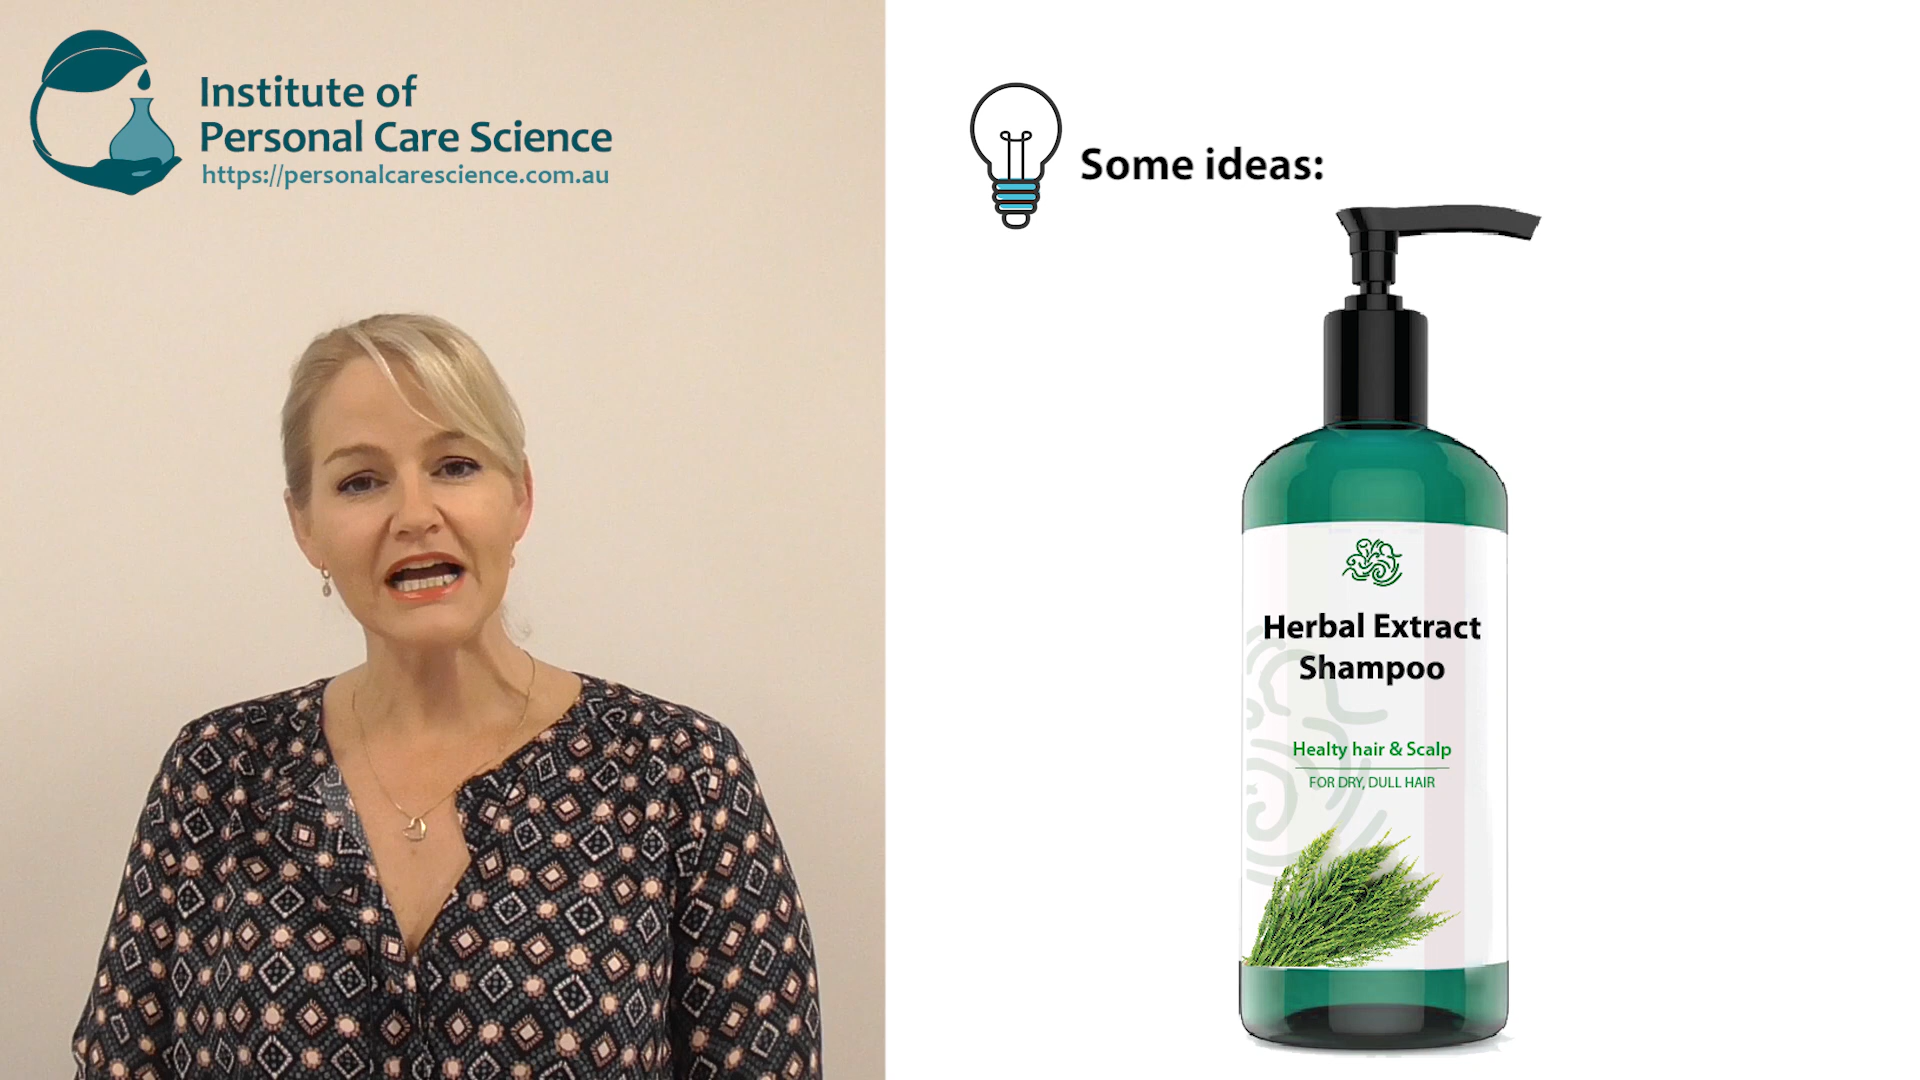 Institute of
Personal Care Science
https://personalcarescience.com.au
Some ideas:
Herbal Extract
Shampoo
Healty hair & Scalp
FOR DRY, DULL HAIR